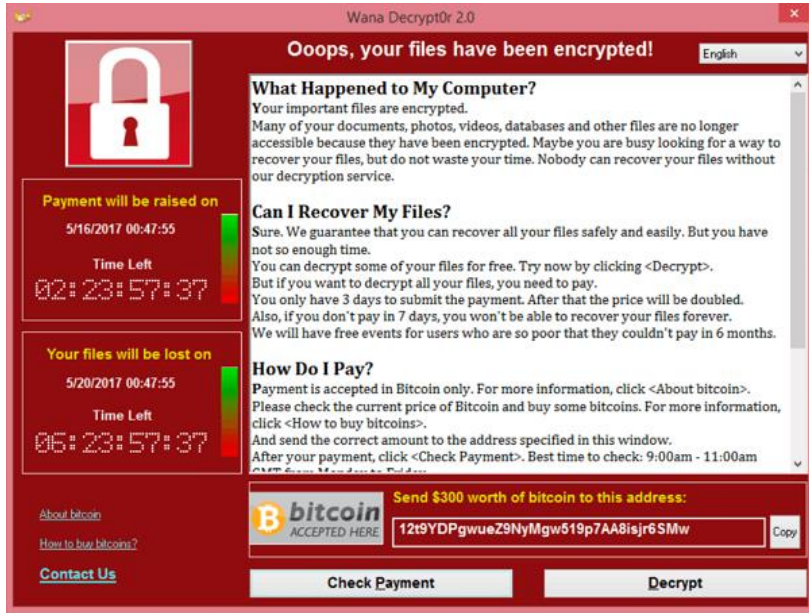 Wana Decrypt0r 2.0
Ooops, your files have been encrypted!
English
Payment will be raised on
5/16/2017 00:47:55
Time Left
02:23:57:37
Your files will be lost on
5/20/2017 00:47:55
Time Left
06:23:57:37
About bitcoin
How to buy bitcoins?
Contact Us
What Happened to My Computer?
Your important files are encrypted.
Many of your documents, photos, videos, databases and other files are no longer
accessible because they have been encrypted. Maybe you are busy looking for a way to
recover your files, but do not waste your time. Nobody can recover your files without
our decryption service.
Can I Recover My Files?
Sure. We guarantee that you can recover all your files safely and easily. But you have
not so enough time.
You can decrypt some of your files for free. Try now by clicking <Decrypt>.
But if you want to decrypt all your files, you need to pay.
You only have 3 days to submit the payment. After that the price will be doubled.
Also, if you don't pay in 7 days, you won't be able to recover your files forever.
We will have free events for users who are so poor that they couldn't pay in 6 months.
How Do I Pay?
Payment is accepted in Bitcoin only. For more information, click <About bitcoin>.
Please check the current price of Bitcoin and buy some bitcoins. For more information,
click <How to buy bitcoins>.
And send the correct amount to the address specified in this window.
After your payment, click <Check Payment>. Best time to check: 9:00am - 11:00am
GMT from Monday to Friday.
bitcoin
ACCEPTED HERE
Send $300 worth of bitcoin to this address:
12t9YDPgwueZ9NyMgw519p7AA8isjr6SMw
Copy
Check Payment
Decrypt